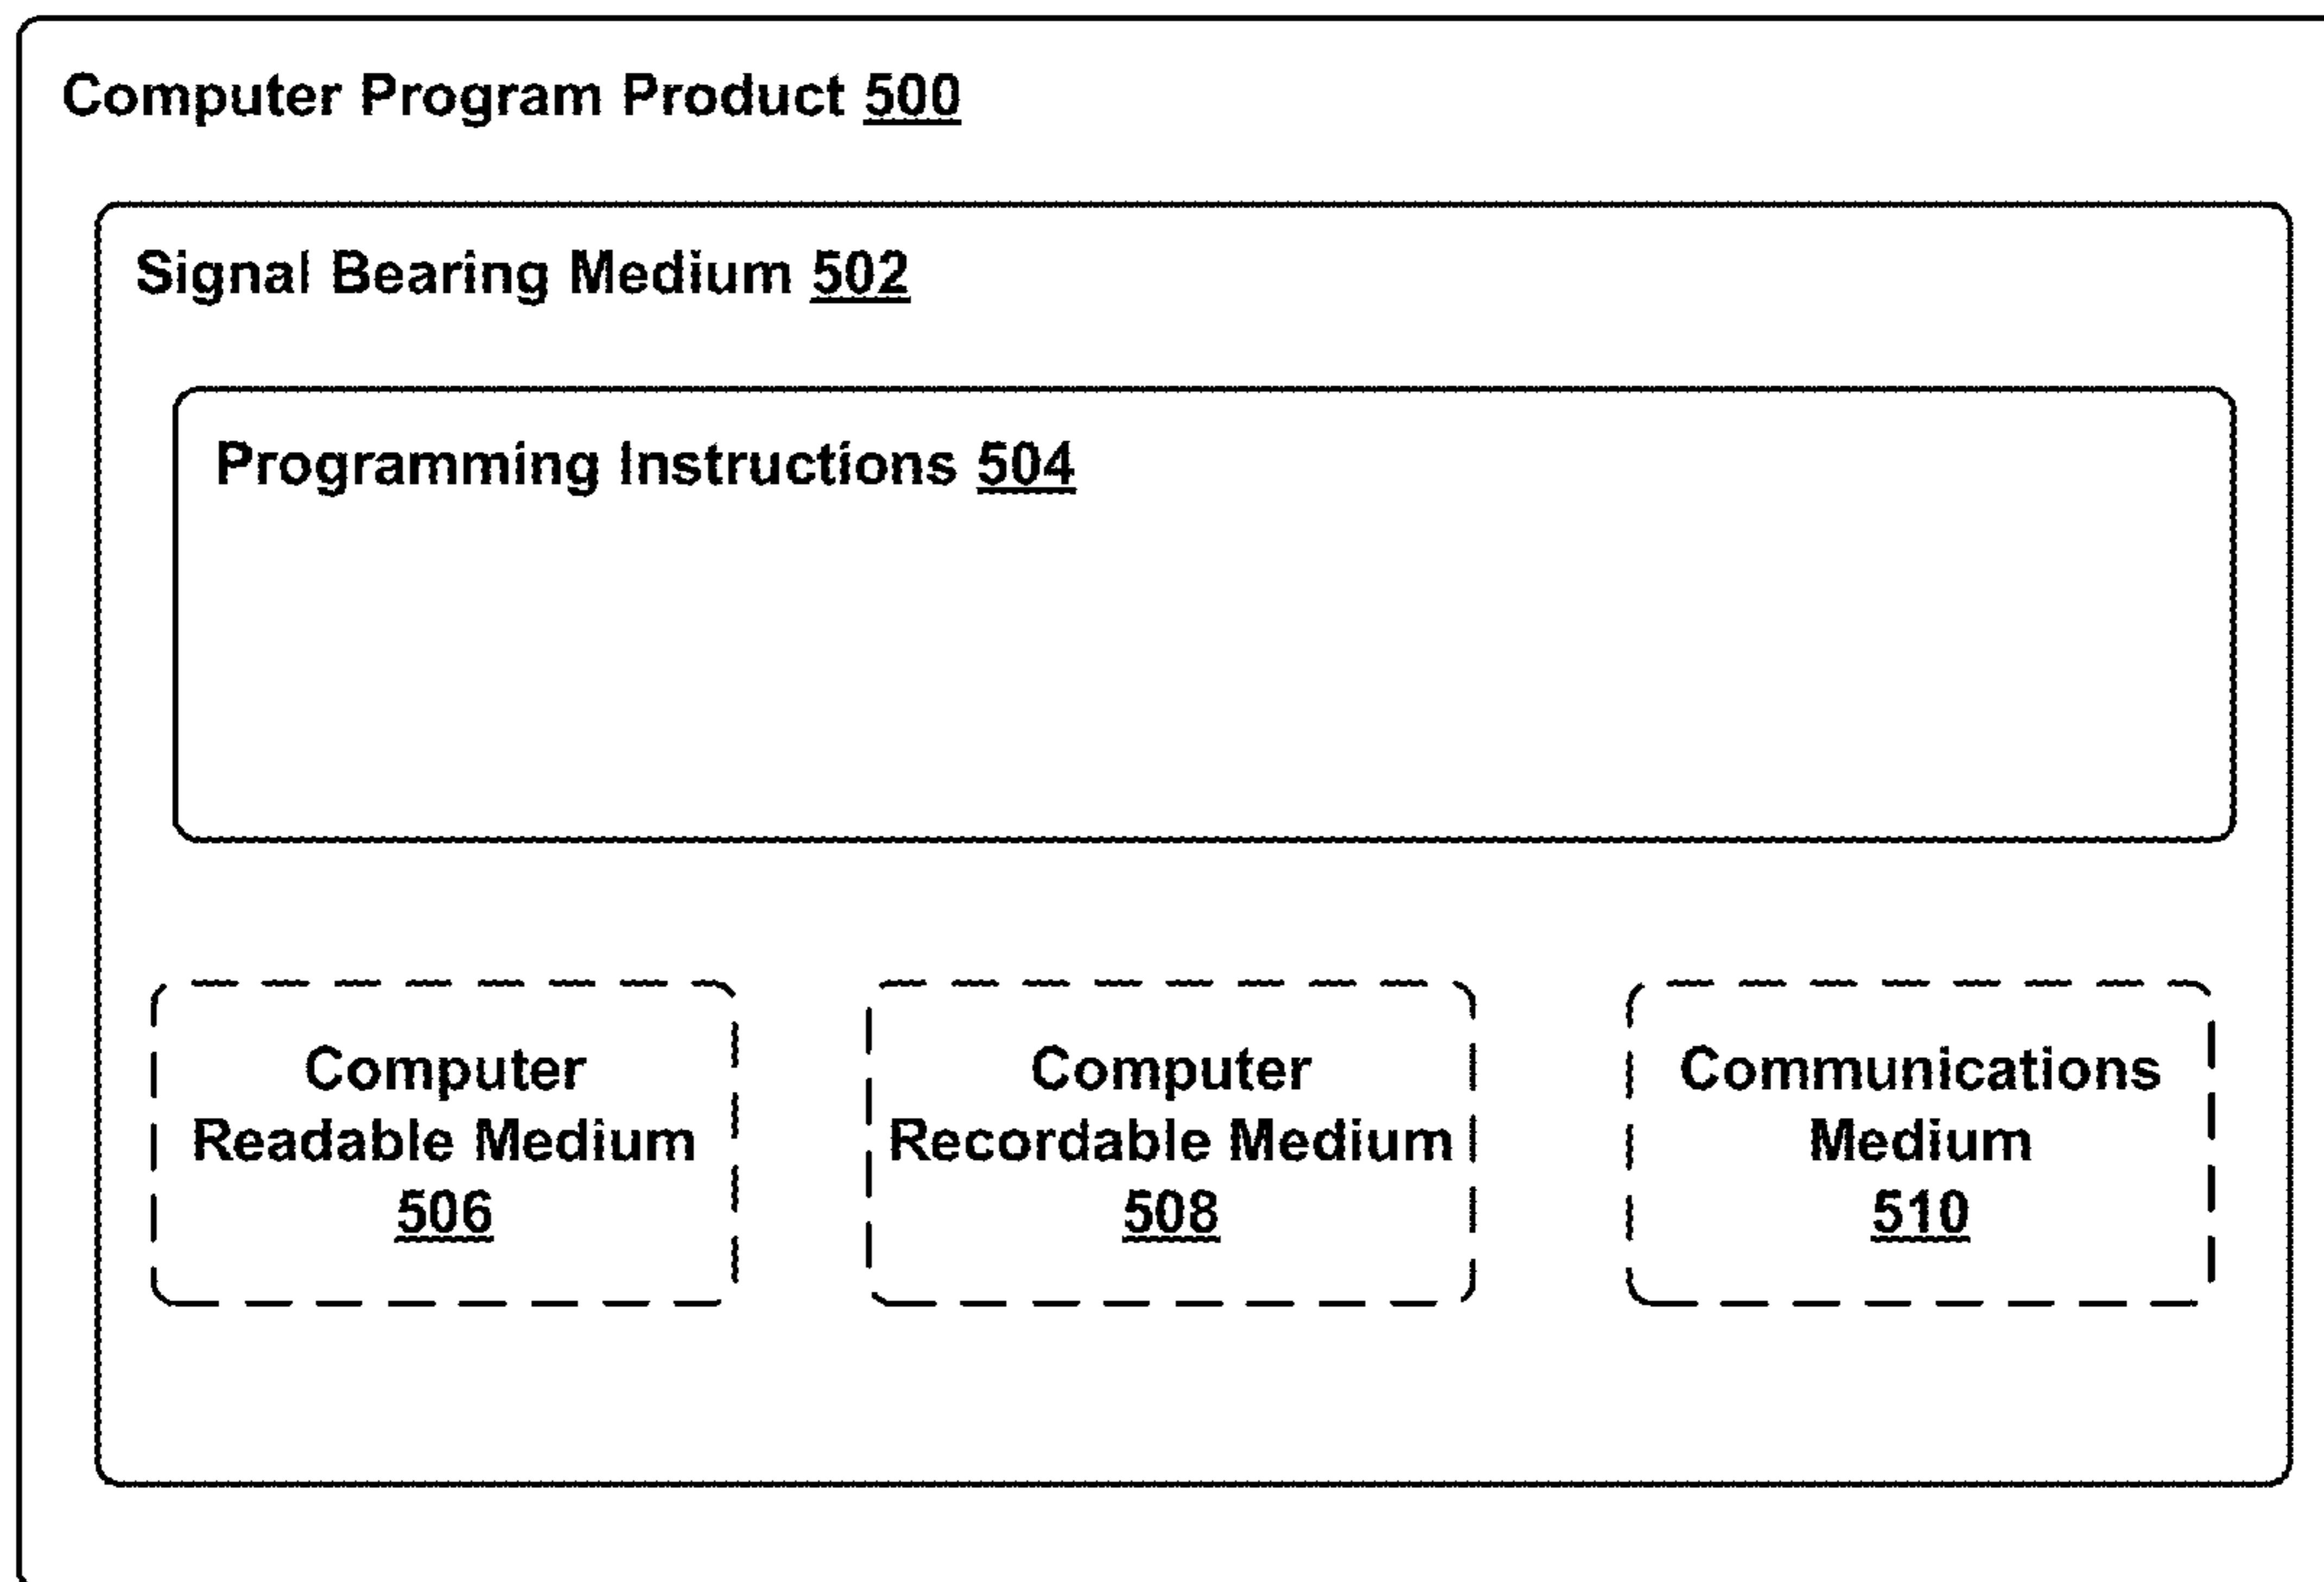 Computer Program Product 500
Signal Bearing Medium 502
Programming Instructions 504
Computer
Readable Medium
506
Computer
Recordable Medium
508
Communications
Medium
510